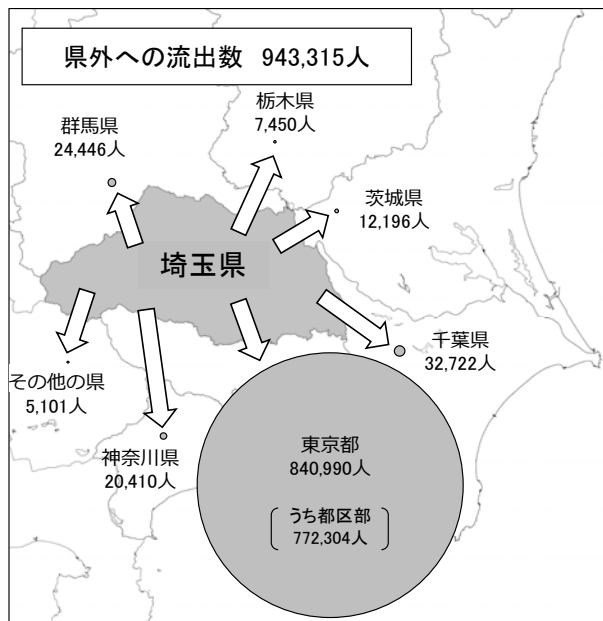 県外への流出数 943,315人
栃木県
7,450人
群馬県
24,446人
茨城県
12,196人
埼玉県
千葉県
32,722人
その他の県
5,101人
東京都
840,990人
神奈川県
20,410人
うち都区部
772,304人